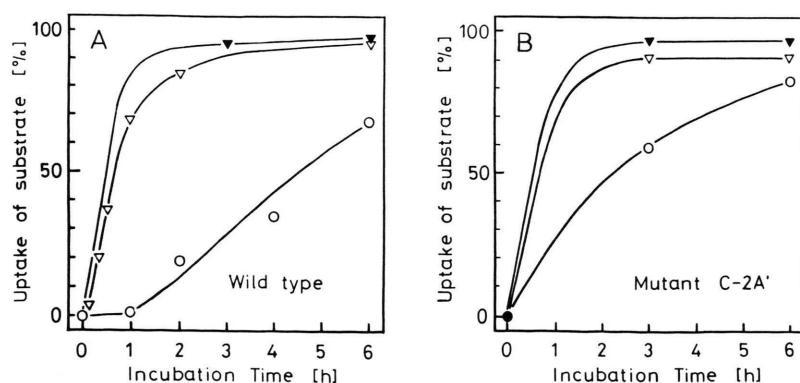 A
Uptake of substrate [%]
100
50
0
Wild type
0 1 2 3 4 5 6
Incubation Time [h]
B
Uptake of substrate [%]
100
50
0
Mutant C-2A'
0 1 2 3 4 5 6
Incubation Time [h]